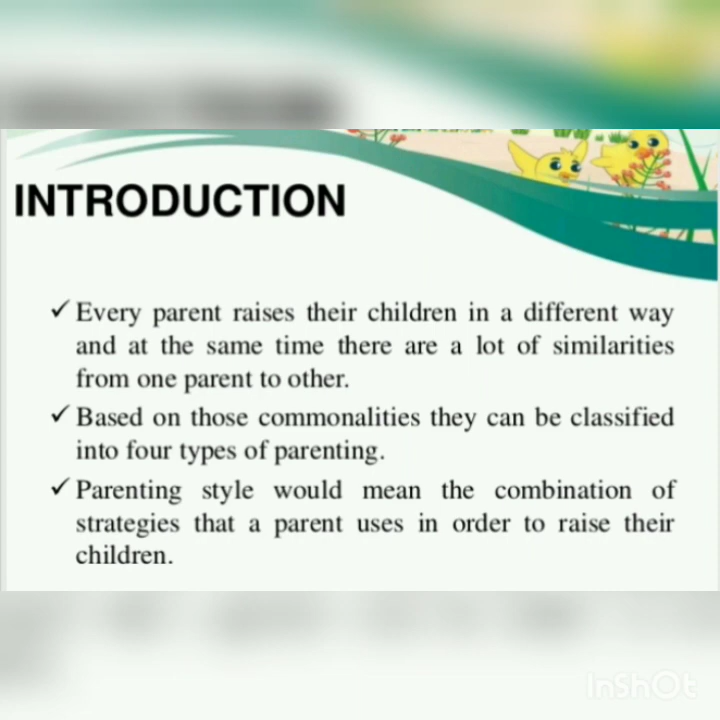 INTRODUCTION
✓ Every parent raises their children in a different way
and at the same time there are a lot of similarities
from one parent to other.
✓ Based on those commonalities they can be classified
into four types of parenting.
✓ Parenting style would mean the combination of
strategies that a parent uses in order to raise their
children.
InShOt